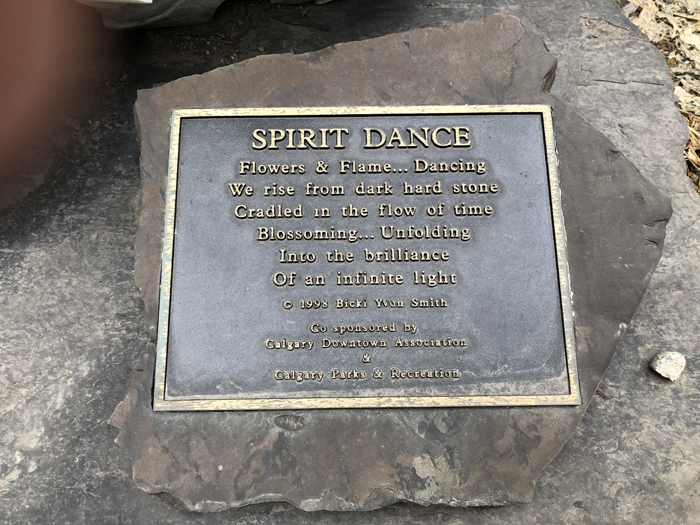 SPIRIT DANCE
Flowers & Flame... Dancing
We rise from dark hard stone
Cradled in the flow of time
Blossoming... Unfolding
Into the brilliance
Of an infinite light
© 1998 Bicki Yvon Smith
Co sponsored by
Calgary Downtown Association
&
Calgary Parks & Recreation